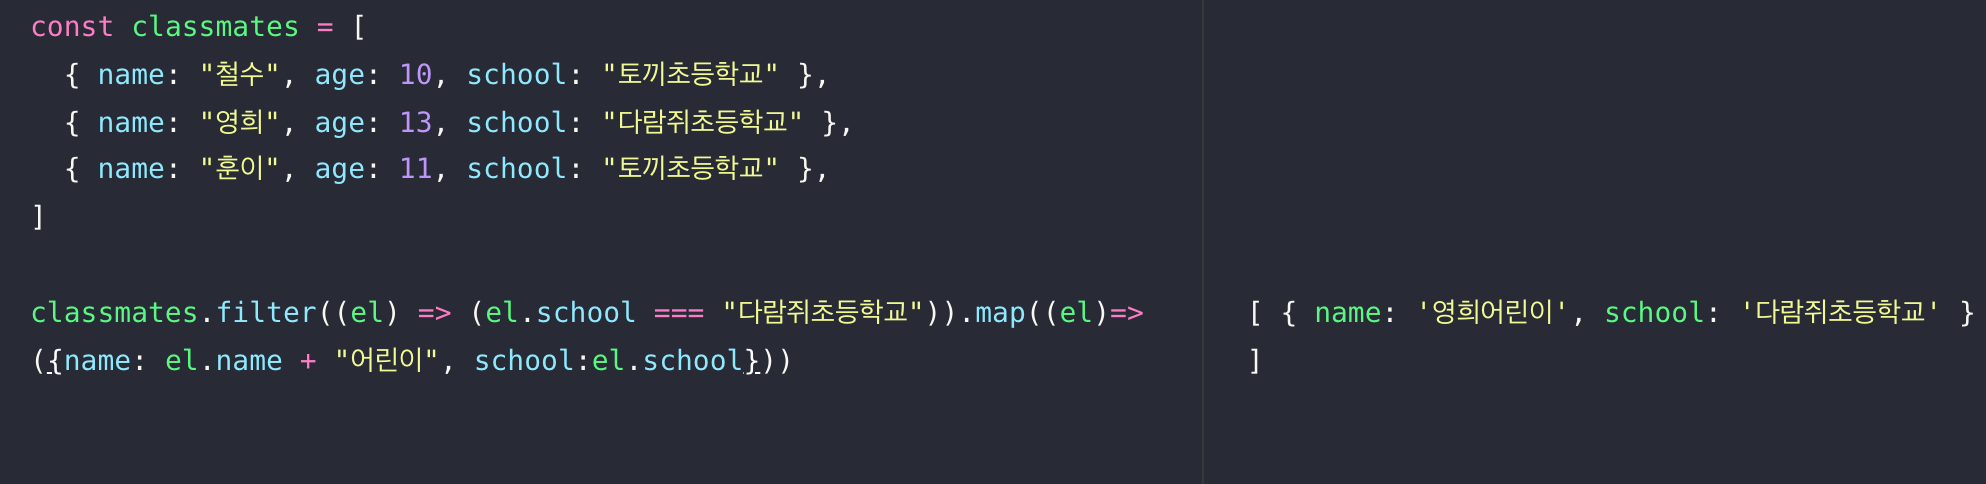 const classmates = [
  { name: "철수", age: 10, school: "토끼초등학교" },
  { name: "영희", age: 13, school: "다람쥐초등학교" },
  { name: "훈이", age: 11, school: "토끼초등학교" },
]
classmates.filter((el) => (el.school === "다람쥐초등학교")).map((el)=>
({name: el.name + "어린이", school:el.school}))
[ { name: '영희어린이', school: '다람쥐초등학교' }
]